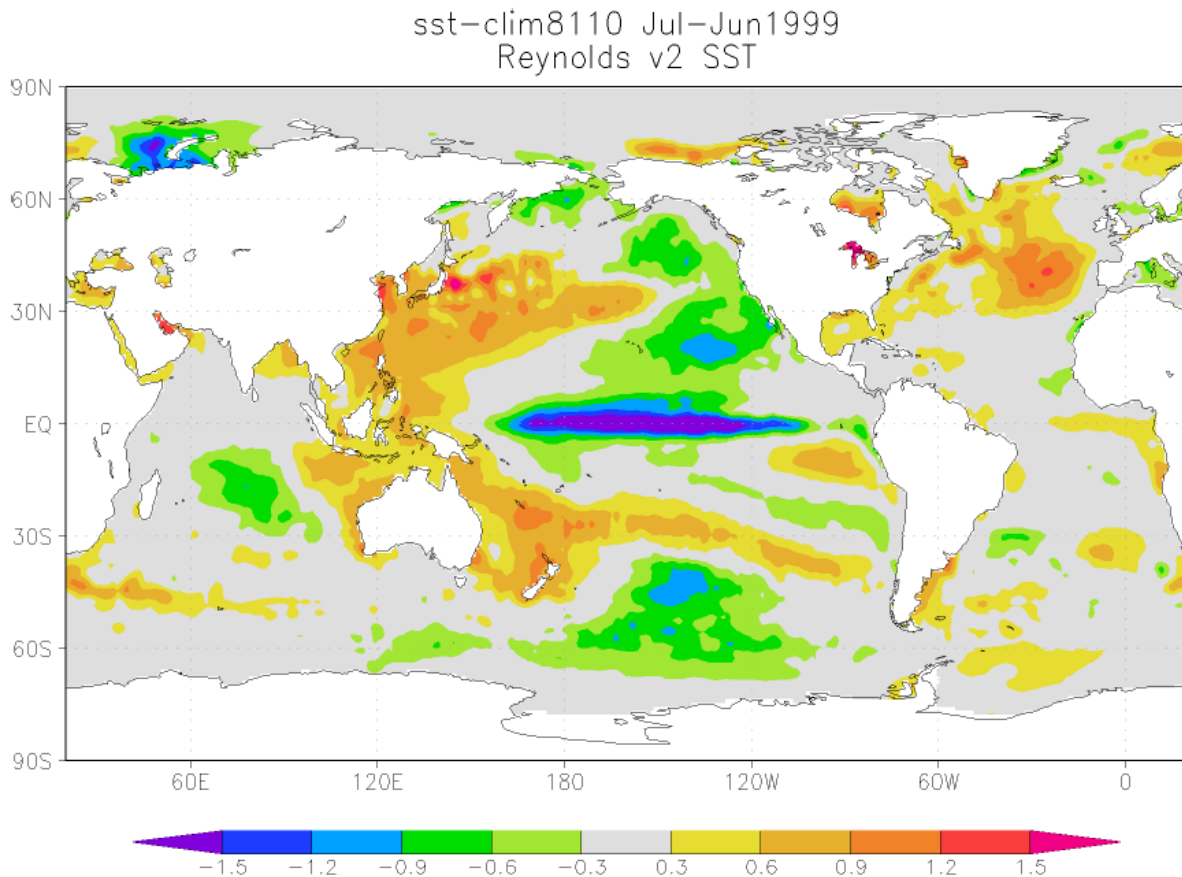 sst-clim8110 Jul-Jun1999
Reynolds v2 SST
90N
60N
30N
EQ
30S
60S
90S
60E 120E 180 120W 60W 0
-1.5 -1.2 -0.9 -0.6 -0.3 0.3 0.6 0.9 1.2 1.5